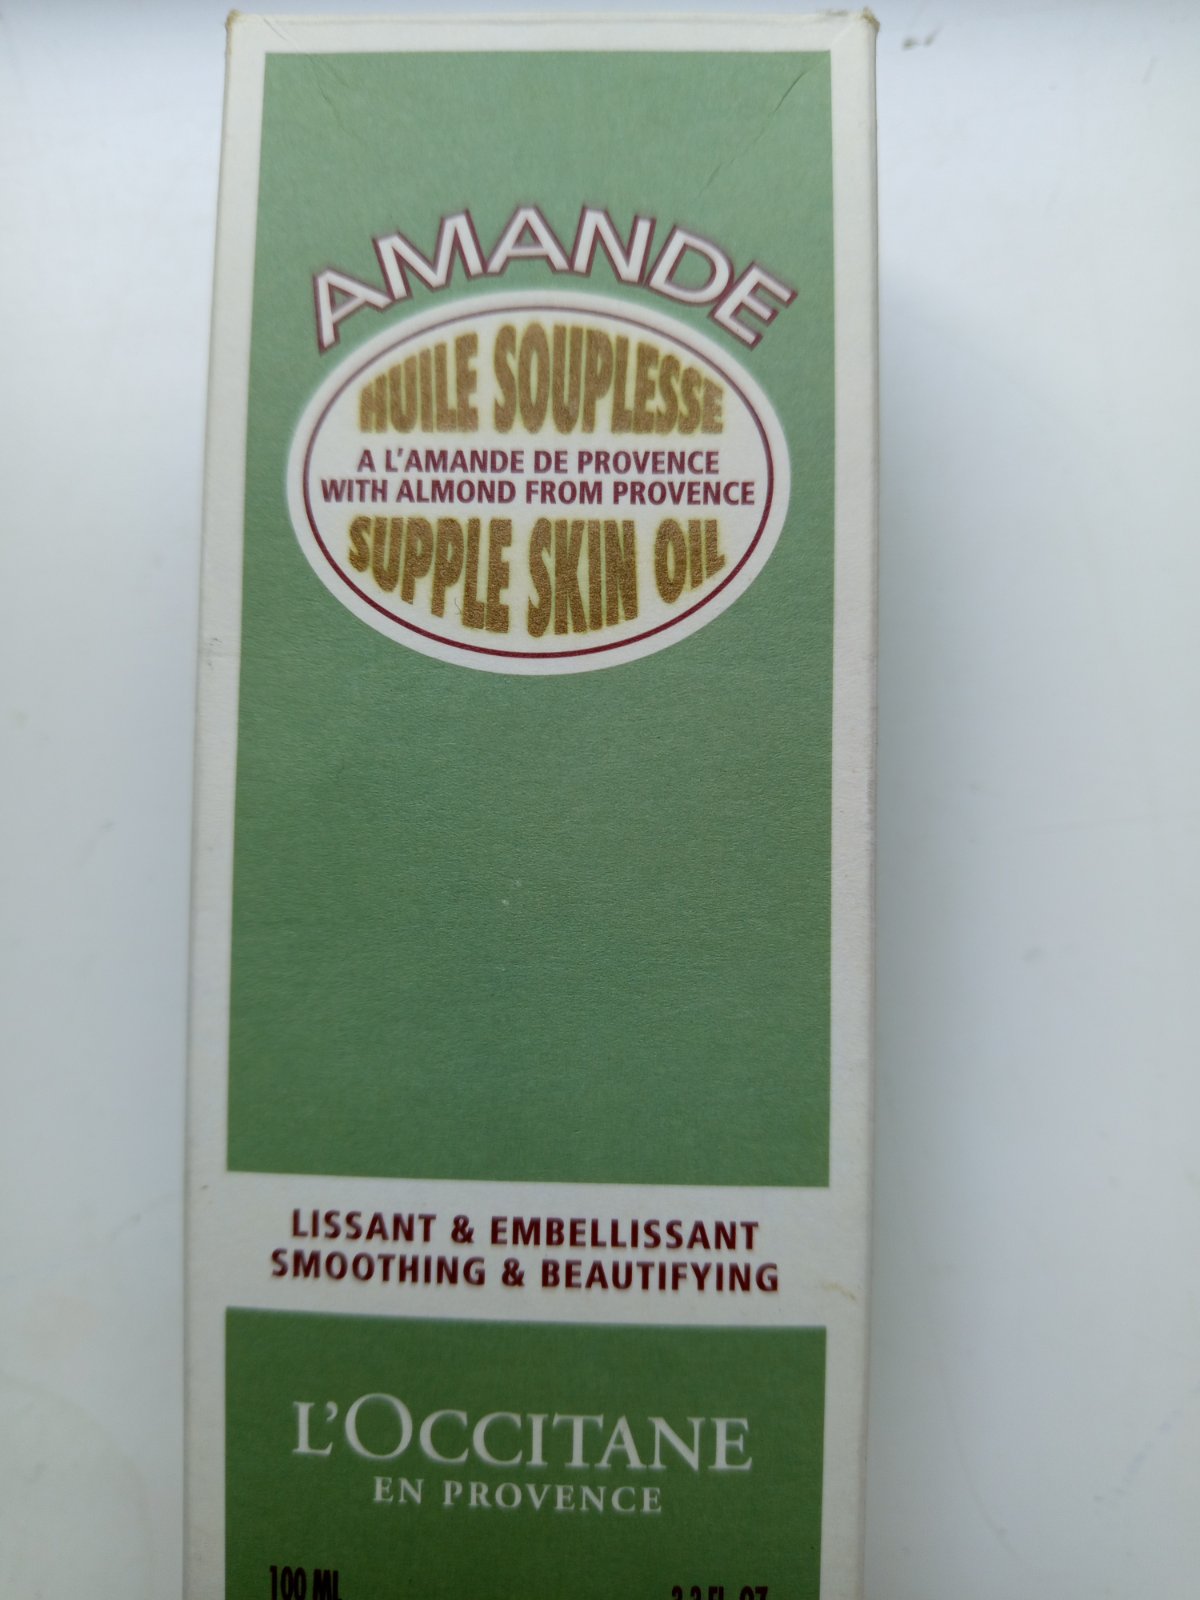 AMANDE
HUILE SOUPLESSE
A L'AMANDE DE PROVENCE
WITH ALMOND FROM PROVENCE
SUPPLE SKIN OIL
LISSANT & EMBELLISSANT
SMOOTHING & BEAUTIFYING
L'OCCITANE
EN PROVENCE
100 ML